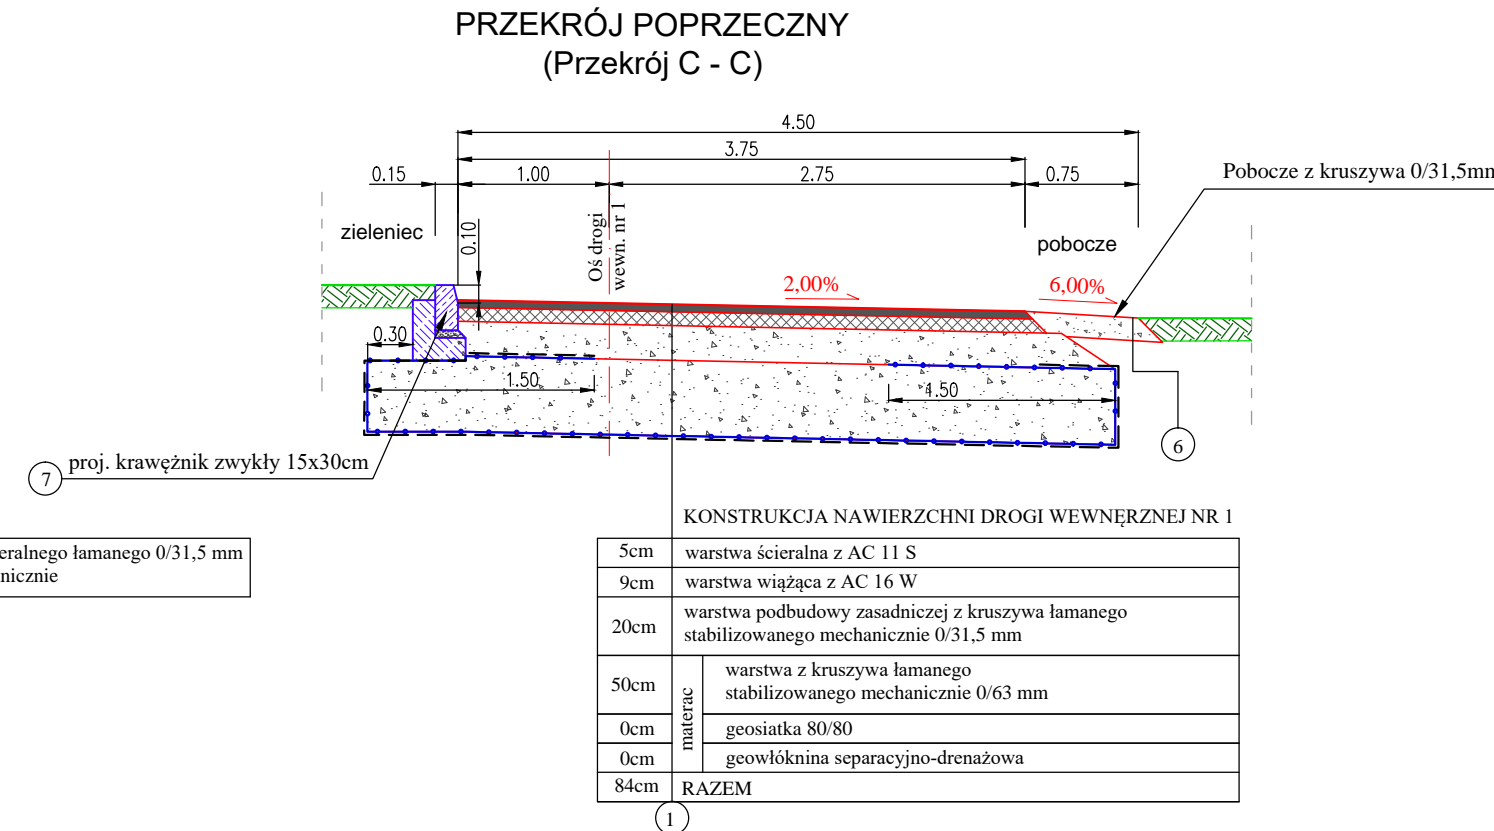 PRZEKRÓJ POPRZECZNY
(Przekrój C - C)
4.50
3.75
0.15
1.00
2.75
0.75
Pobocze z kruszywa 0/31,5mm
zieleniec
0.10
Oś drogi
wewn. nr 1
pobocze
2,00%
6,00%
0.30
1.50
1.50
6
7
proj. krawężnik zwykły 15x30cm
KONSTRUKCJA NAWIERZCHNI DROGI WEWNĘRZNEJ NR 1
eralnego łamanego 0/31,5 mm
nicznie
5cm warstwa ścieralna z AC 11 S
9cm warstwa wiążąca z AC 16 W
20cm warstwa podbudowy zasadniczej z kruszywa łamanego
stabilizowanego mechanicznie 0/31,5 mm
materac
50cm warstwa z kruszywa łamanego
stabilizowanego mechanicznie 0/63 mm
0cm geosiatka 80/80
0cm geowłóknina separacyjno-drenażowa
84cm RAZEM
1